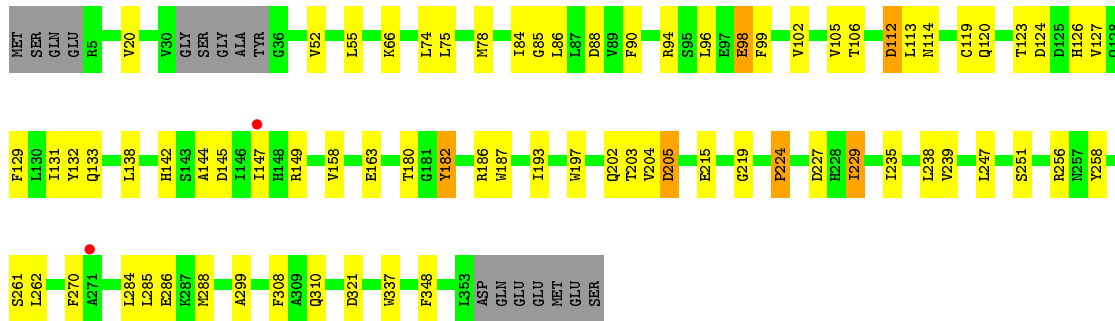 MET SER GLN GLU R5 V20 V30 GLY SER GLY ALA TYR G36 V52 L55 K66 L74 L75 M78 I84 G85 L86 L87 D88 V89 F90 R94 S95 L96 E97 E98 F99 V102 V105 T106 D112 L113 N114 C119 Q120 T123 D124 D125 H126 V127 Q128
F129 L130 I131 Y132 Q133 L138 H142 S143 A144 D145 I146 I147 H148 R149 V158 E163 T180 G181 Y182 R186 W187 I193 W197 Q202 T203 V204 D205 E215 G219 P224 D227 H228 I229 I235 L238 V239 L247 S251 R256 N257 Y258
S261 L262 F270 A271 L284 L285 E286 K287 M288 A299 F308 A309 Q310 D321 W337 F348 L353 ASP GLN GLU GLU MET GLU SER